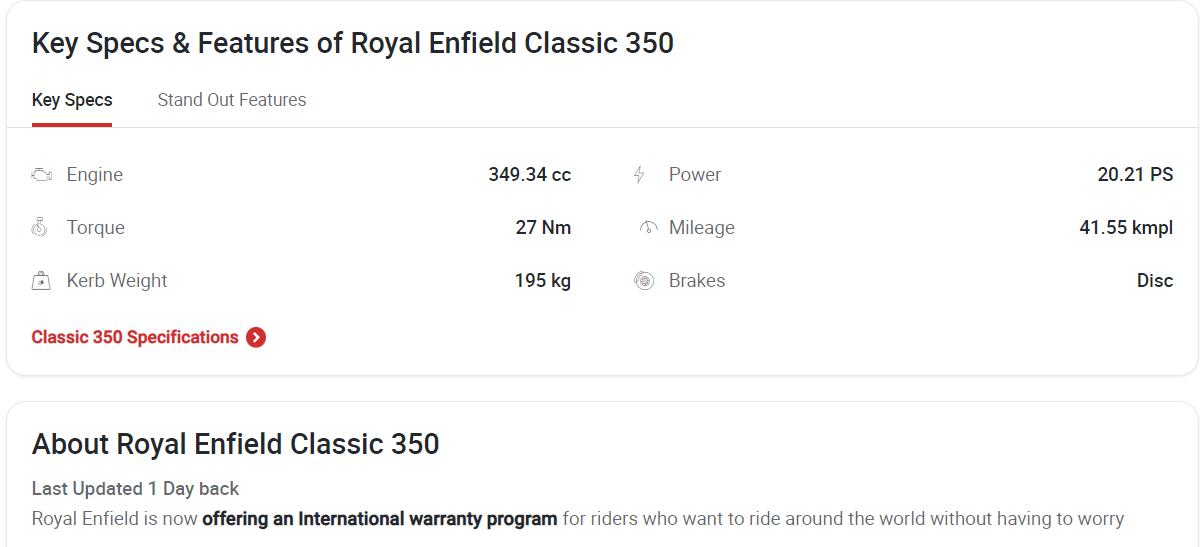 Key Specs & Features of Royal Enfield Classic 350
Key Specs Stand Out Features
Engine 349.34 cc Power 20.21 PS
Torque 27 Nm Mileage 41.55 kmpl
Kerb Weight 195 kg Brakes Disc
Classic 350 Specifications
About Royal Enfield Classic 350
Last Updated 1 Day back
Royal Enfield is now offering an International warranty program for riders who want to ride around the world without having to worry